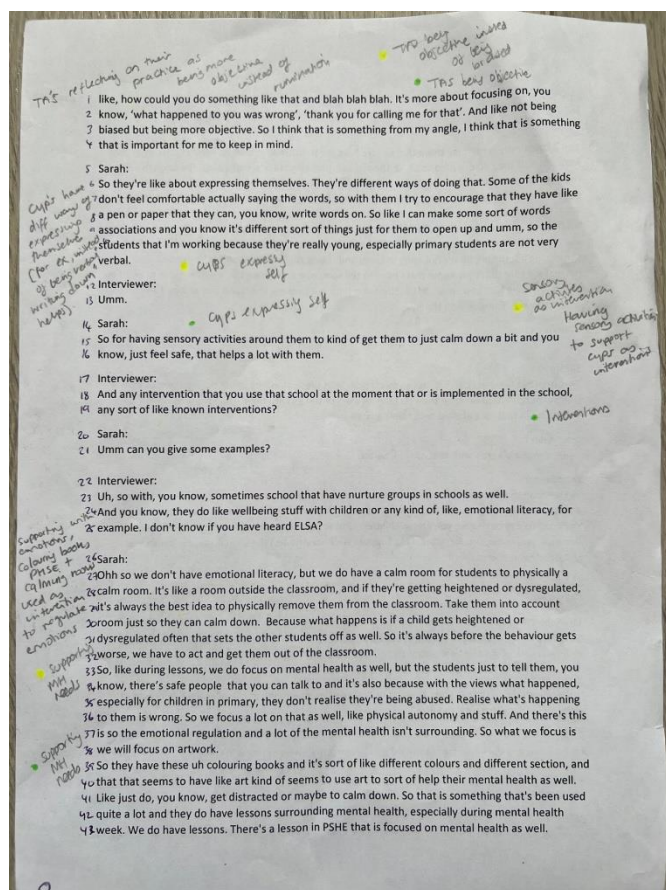 TA's reflecting on their
practice as
being more
objective
instead of
rumination
TAS being
objective instead
of being
biased
TAS being objective
1 like, how could you do something like that and blah blah blah. It's more about focusing on, you
2 know, 'what happened to you was wrong', 'thank you for calling me for that'. And like not being
3 biased but being more objective. So I think that is something from my angle, I think that is something
4 that is important for me to keep in mind.
5 Sarah:
6 So they're like about expressing themselves. They're different ways of doing that. Some of the kids
7 don't feel comfortable actually saying the words, so with them I try to encourage that they have like
8 a pen or paper that they can, you know, write words on. So like I can make some sort of words
9 associations and you know it's different sort of things just for them to open up and umm, so the
students that I'm working because they're really young, especially primary students are not very
verbal.
CYP's have
diff ways of
expressing
themselves
(for ex, instead
of being verbal
writing down
helps)
CYPS expressing
self
12 Interviewer:
13 Umm.
CYPS expressing self
14 Sarah:
15 So for having sensory activities around them to kind of get them to just calm down a bit and you
16 know, just feel safe, that helps a lot with them.
Sensory
activities
as intervention
Having
sensory activities
to support
CYPS as
intervention
17 Interviewer:
18 And any intervention that you use that school at the moment that or is implemented in the school,
19 any sort of like known interventions?
Interventions
20 Sarah:
21 Umm can you give some examples?
22 Interviewer:
23 Uh, so with, you know, sometimes school that have nurture groups in schools as well.
24 And you know, they do like wellbeing stuff with children or any kind of, like, emotional literacy, for
25 example. I don't know if you have heard ELSA?
Supporting with
emotions,
colouring books
PHSE +
calming room
used as
intervention
to regulate
emotions
26 Sarah:
27 Ohh so we don't have emotional literacy, but we do have a calm room for students to physically a
28 calm room. It's like a room outside the classroom, and if they're getting heightened or dysregulated,
29 it's always the best idea to physically remove them from the classroom. Take them into account
30 room just so they can calm down. Because what happens is if a child gets heightened or
31 dysregulated often that sets the other students off as well. So it's always before the behaviour gets
32 worse, we have to act and get them out of the classroom.
Supporting
MH
needs
33 So, like during lessons, we do focus on mental health as well, but the students just to tell them, you
34 know, there's safe people that you can talk to and it's also because with the views what happened,
35 especially for children in primary, they don't realise they're being abused. Realise what's happening
36 to them is wrong. So we focus a lot on that as well, like physical autonomy and stuff. And there's this
37 is so the emotional regulation and a lot of the mental health isn't surrounding. So what we focus is
38 we will focus on artwork.
Supporting
MH
needs
39 So they have these uh colouring books and it's sort of like different colours and different section, and
40 that that seems to have like art kind of seems to use art to sort of help their mental health as well.
41 Like just do, you know, get distracted or maybe to calm down. So that is something that's been used
42 quite a lot and they do have lessons surrounding mental health, especially during mental health
43 week. We do have lessons. There's a lesson in PSHE that is focused on mental health as well.